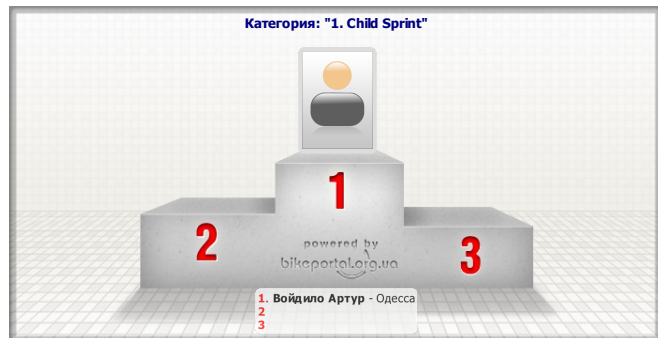 Категория: "1. Child Sprint"
1
2
3
powered by
bikeportal.org.ua
1. Войдило Артур - Одесса
2
3